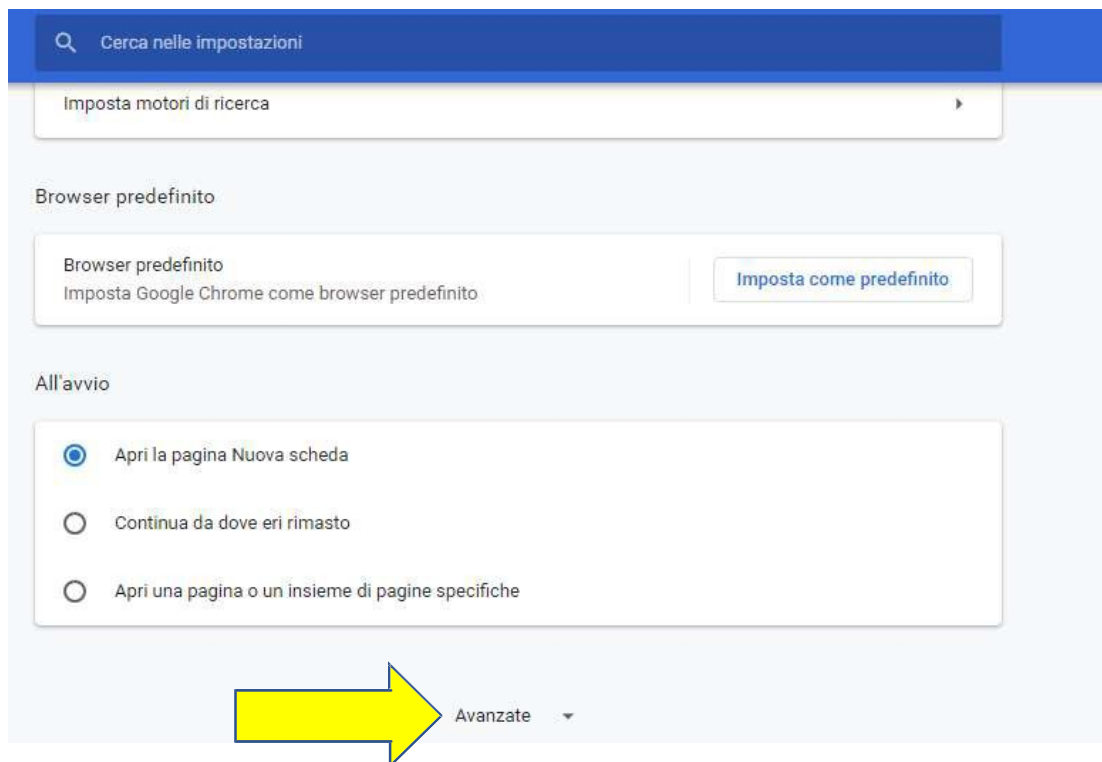 Cerca nelle impostazioni
Imposta motori di ricerca
Browser predefinito
Browser predefinito
Imposta Google Chrome come browser predefinito
Imposta come predefinito
All'avvio
Apri la pagina Nuova scheda
Continua da dove eri rimasto
Apri una pagina o un insieme di pagine specifiche
Avanzate